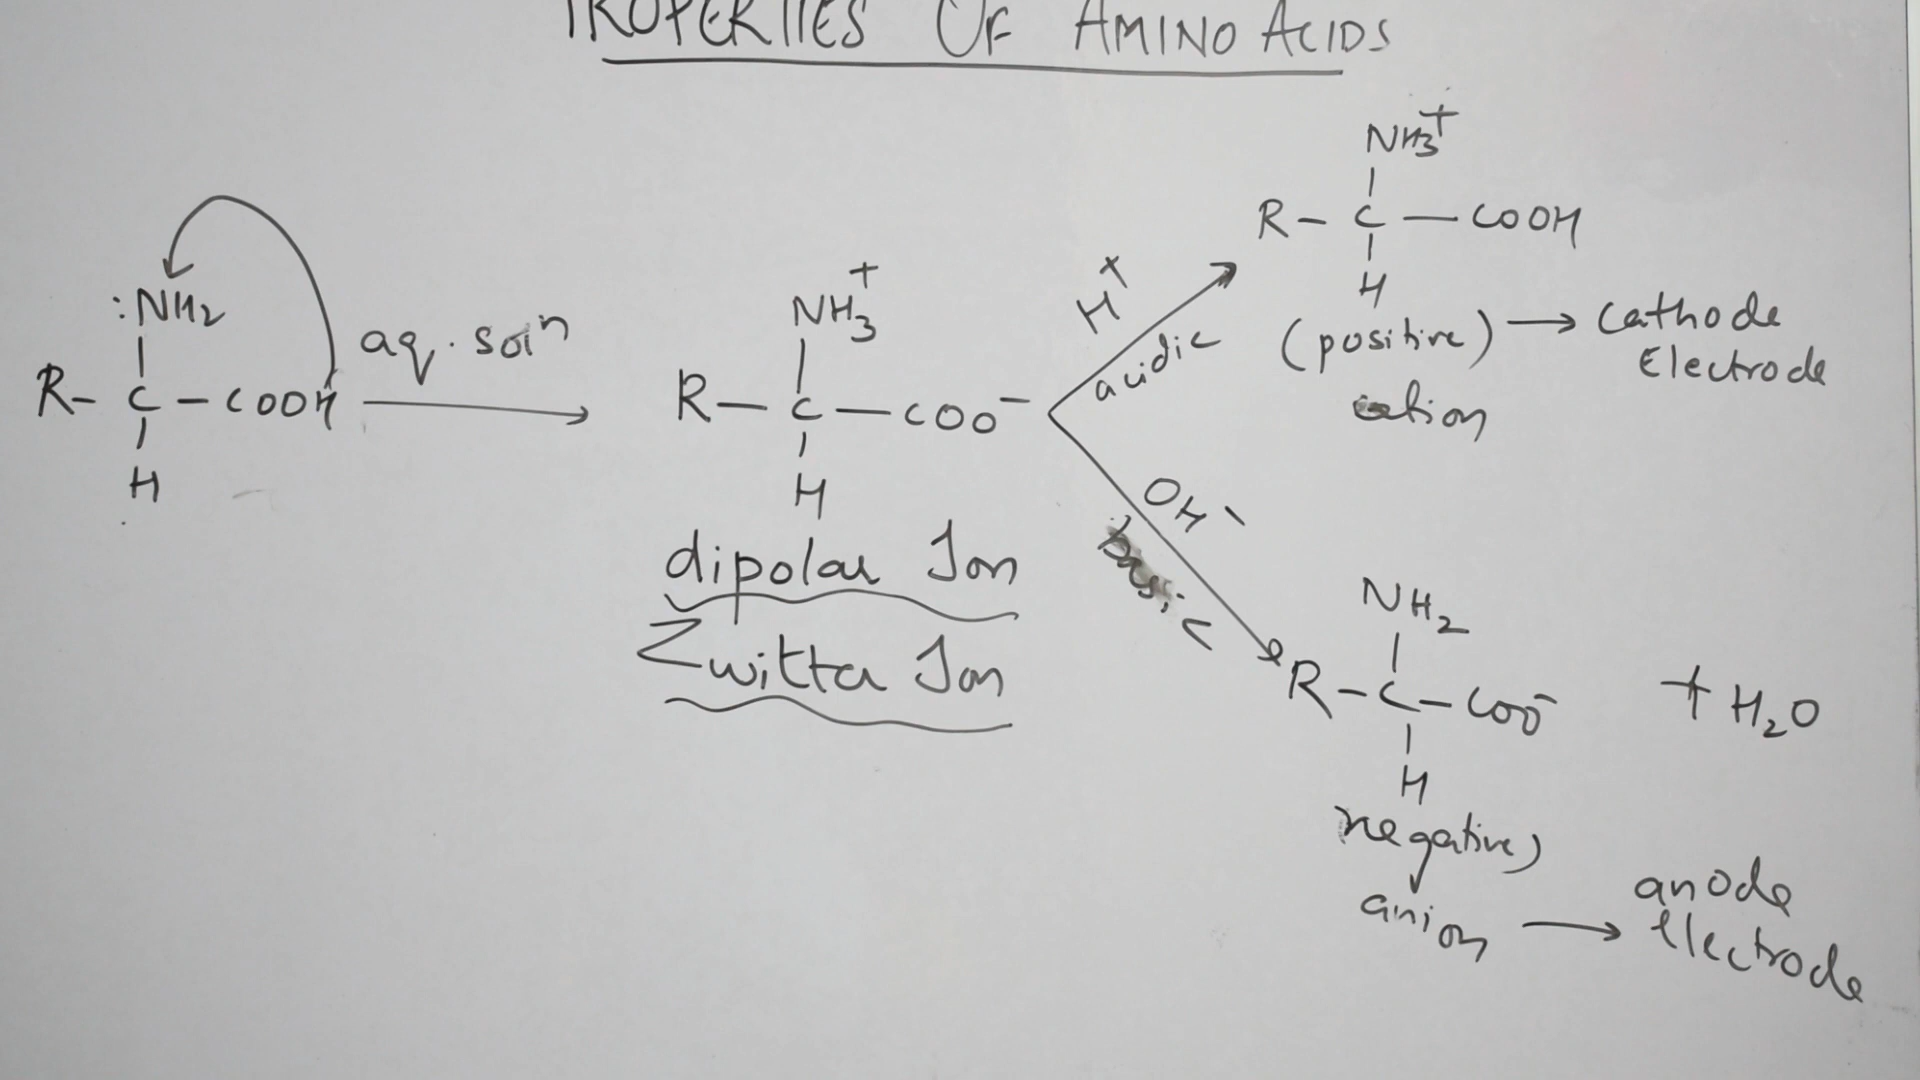 PROPERTIES OF AMINO ACIDS
:NH2
R- C - COOH
H
aq. soln
NH3+
R - C - COO-
H
dipolar Ion
Zwitter Ion
H+
acidic
NH3+
R - C - COOH
H
(positive) → cathode
Electrode
cation
OH-
basic
NH2
R - C - COO- + H2O
H
negative)
anion → anode
Electrode